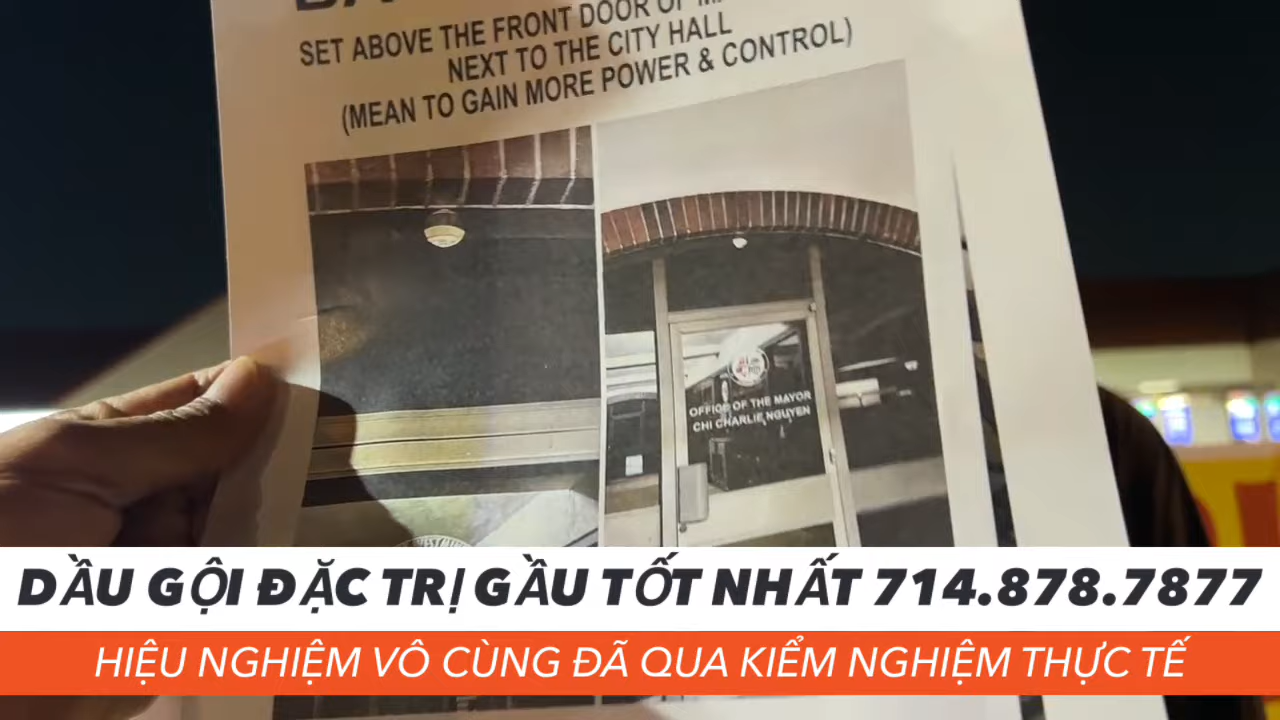 SET ABOVE THE FRONT DOOR OF
NEXT TO THE CITY HALL
(MEAN TO GAIN MORE POWER & CONTROL)
OFFICE OF THE MAYOR
CHI CHARLIE NGUYEN
DẦU GỘI ĐẶC TRỊ GẦU TỐT NHẤT 714.878.7877
HIỆU NGHIỆM VÔ CÙNG ĐÃ QUA KIỂM NGHIỆM THỰC TẾ